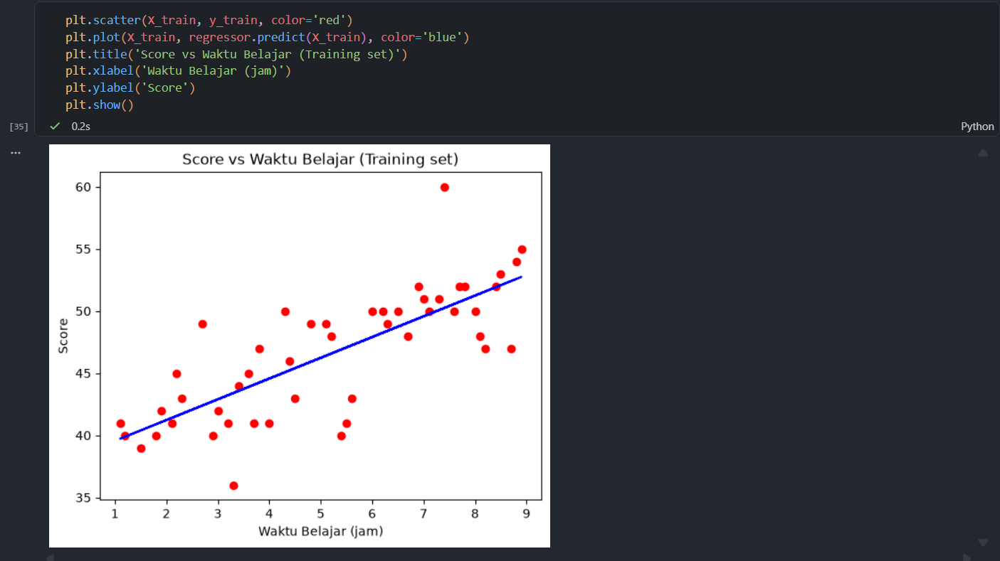 plt.scatter(X_train, y_train, color='red')
plt.plot(X_train, regressor.predict(X_train), color='blue')
plt.title('Score vs Waktu Belajar (Training set)')
plt.xlabel('Waktu Belajar (jam)')
plt.ylabel('Score')
plt.show()
[35]
0.2s
Python
...
Score vs Waktu Belajar (Training set)
60
55
50
45
40
35
Score
1 2 3 4 5 6 7 8 9
Waktu Belajar (jam)